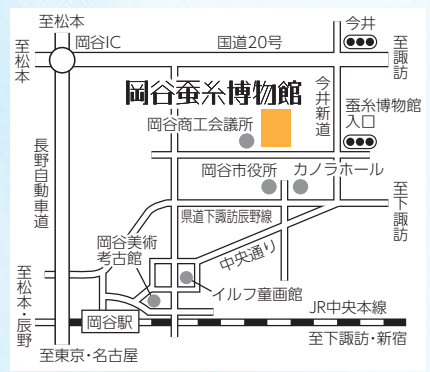 至松本
岡谷IC
国道20号
今井
至松本
至諏訪
岡谷蚕糸博物館
今井新道
蚕糸博物館
入口
岡谷商工会議所
長野自動車道
岡谷市役所
カノラホール
至下諏訪
県道下諏訪辰野線
岡谷美術
考古館
中央通り
至松本・辰野
イルフ童画館
岡谷駅
JR中央本線
至下諏訪・新宿
至東京・名古屋